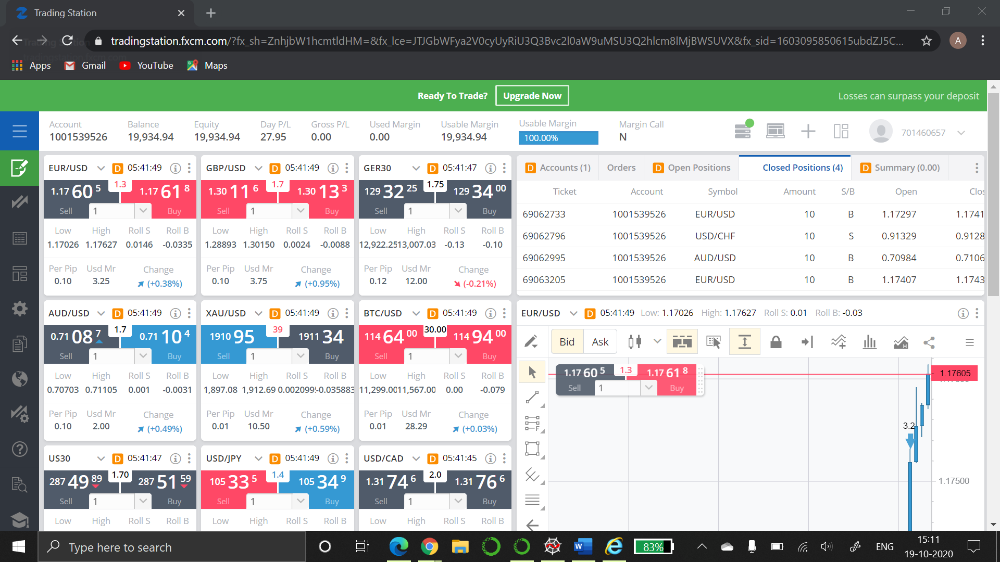 Trading Station
tradingstation.fxcm.com/?fx_sh=ZnhjbW1hcmtldHM=&fx_lce=JTJGbWFya2V0cyUyRiU3Q3Bvc2l0aW9uMSU3Q2hlcm8lMjBWSUVX&fx_sid=1603095850615ubdZJ5C... A
Apps Gmail YouTube Maps
Ready To Trade? Upgrade Now Losses can surpass your deposit
Account Balance Equity Day P/L Gross P/L Used Margin Usable Margin Usable Margin Margin Call
1001539526 19,934.94 19,934.94 27.95 0.00 0.00 19,934.94 100.00% N 701460657
EUR/USD D 05:41:49
1.17 60 5 1.3 1.17 61 8
Sell 1 Buy
Low High Roll S Roll B
1.17026 1.17627 0.0146 -0.0335
Per Pip Usd Mr Change
0.10 3.25 (+0.38%)
GBP/USD D 05:41:49
1.30 11 6 1.7 1.30 13 3
Sell 1 Buy
Low High Roll S Roll B
1.28893 1.30150 0.0024 -0.0088
Per Pip Usd Mr Change
0.10 3.75 (+0.95%)
GER30 D 05:41:47
129 32 25 1.75 129 34 00
Sell 1 Buy
Low High Roll S Roll B
12,922.25 13,007.03 -0.13 -0.10
Per Pip Usd Mr Change
0.12 12.00 (-0.21%)
D Accounts (1) Orders D Open Positions Closed Positions (4) D Summary (0.00)
Ticket Account Symbol Amount S/B Open Clos
69062733 1001539526 EUR/USD 10 B 1.17297 1.1741
69062796 1001539526 USD/CHF 10 S 0.91329 0.9128
69062995 1001539526 AUD/USD 10 B 0.70984 0.7106
69063205 1001539526 EUR/USD 10 B 1.17407 1.1743
AUD/USD D 05:41:49
0.71 08 7 1.7 0.71 10 4
Sell 1 Buy
Low High Roll S Roll B
0.70703 0.71105 0.001 -0.0031
Per Pip Usd Mr Change
0.10 2.00 (+0.49%)
XAU/USD D 05:41:49
1910 95 39 1911 34
Sell 1 Buy
Low High Roll S Roll B
1,897.08 1,912.69 0.002099 -0.035883
Per Pip Usd Mr Change
0.01 10.50 (+0.59%)
BTC/USD D 05:41:49
114 64 00 30.00 114 94 00
Sell 1 Buy
Low High Roll S Roll B
11,299.00 11,567.00 0.00 -0.079
Per Pip Usd Mr Change
0.01 28.29 (+0.03%)
EUR/USD D 05:41:49 Low: 1.17026 High: 1.17627 Roll S: 0.01 Roll B: -0.03
Bid Ask
1.17 60 5 1.3 1.17 61 8
Sell 1 Buy
1.17605
3.2
1.17500
US30 D 05:41:47
287 49 89 1.70 287 51 59
Sell 1 Buy
Low High Roll S Roll B
USD/JPY D 05:41:49
105 33 5 1.4 105 34 9
Sell 1 Buy
Low High Roll S Roll B
USD/CAD D 05:41:45
1.31 74 6 2.0 1.31 76 6
Sell 1 Buy
Low High Roll S Roll B
Type here to search 83% ENG 15:11
19-10-2020